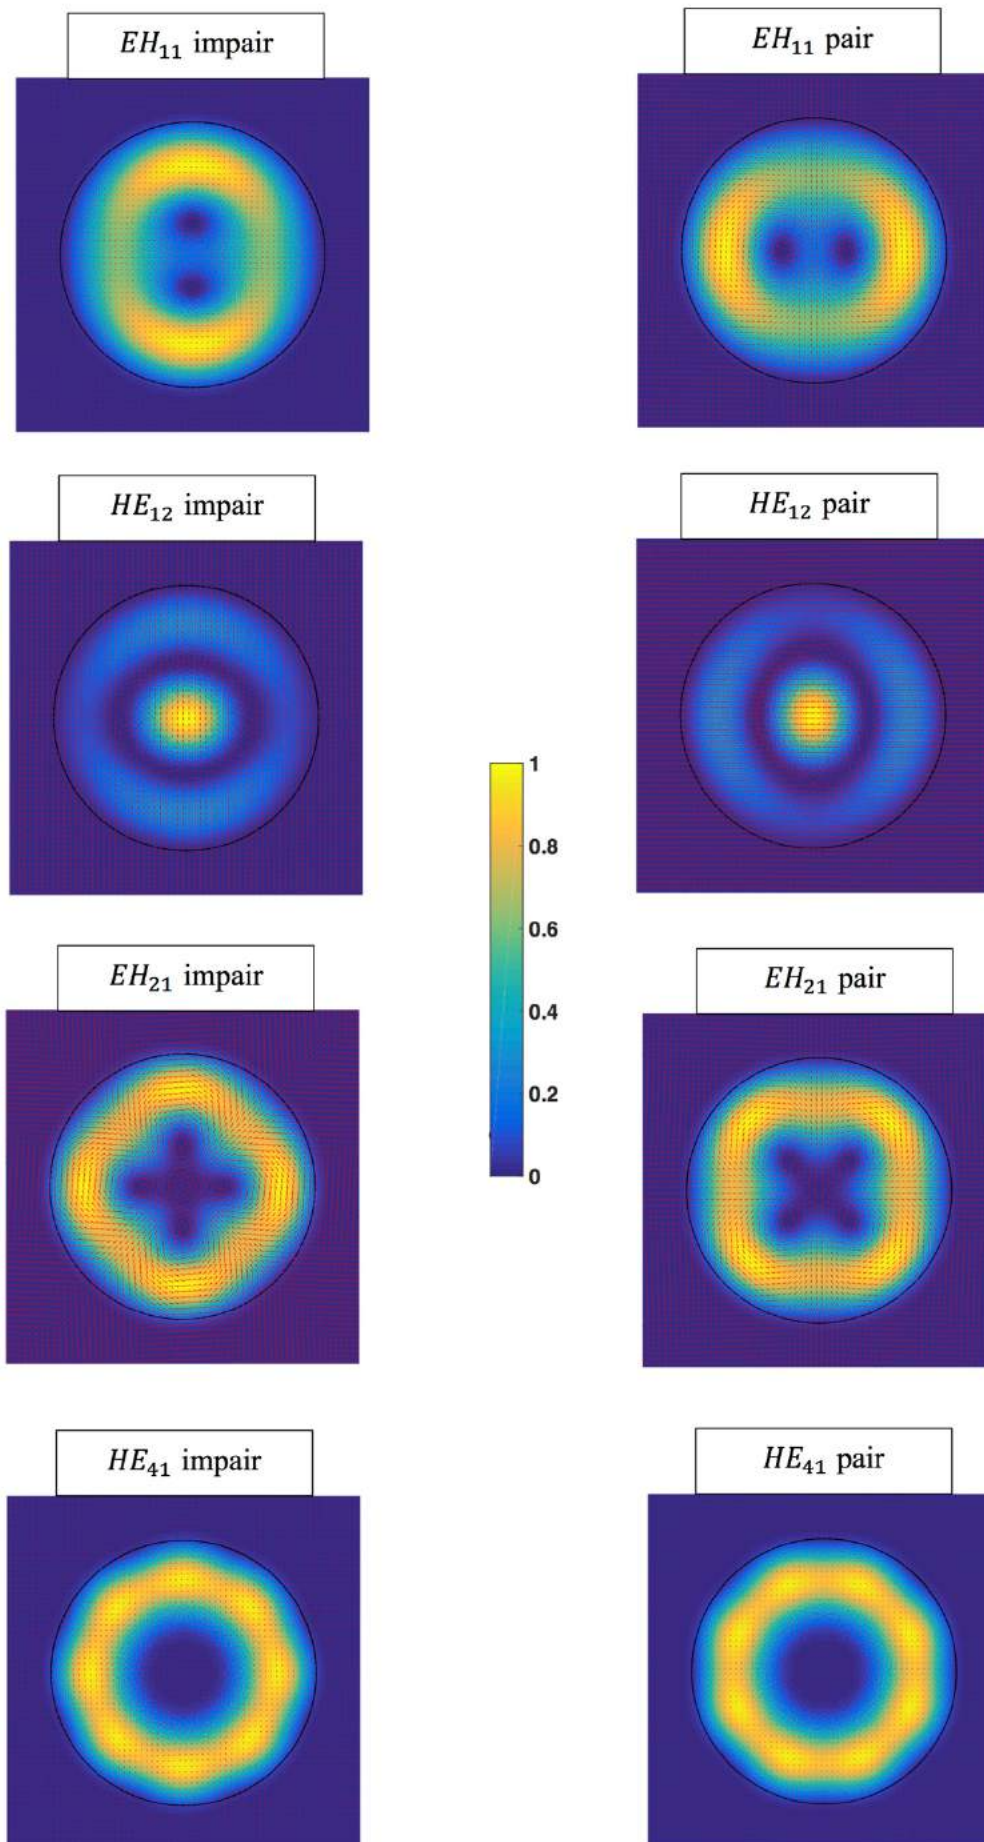 EH₁₁ impair
EH₁₁ pair
HE₁₂ impair
HE₁₂ pair
1
0.8
0.6
0.4
0.2
0
EH₂₁ impair
EH₂₁ pair
HE₄₁ impair
HE₄₁ pair